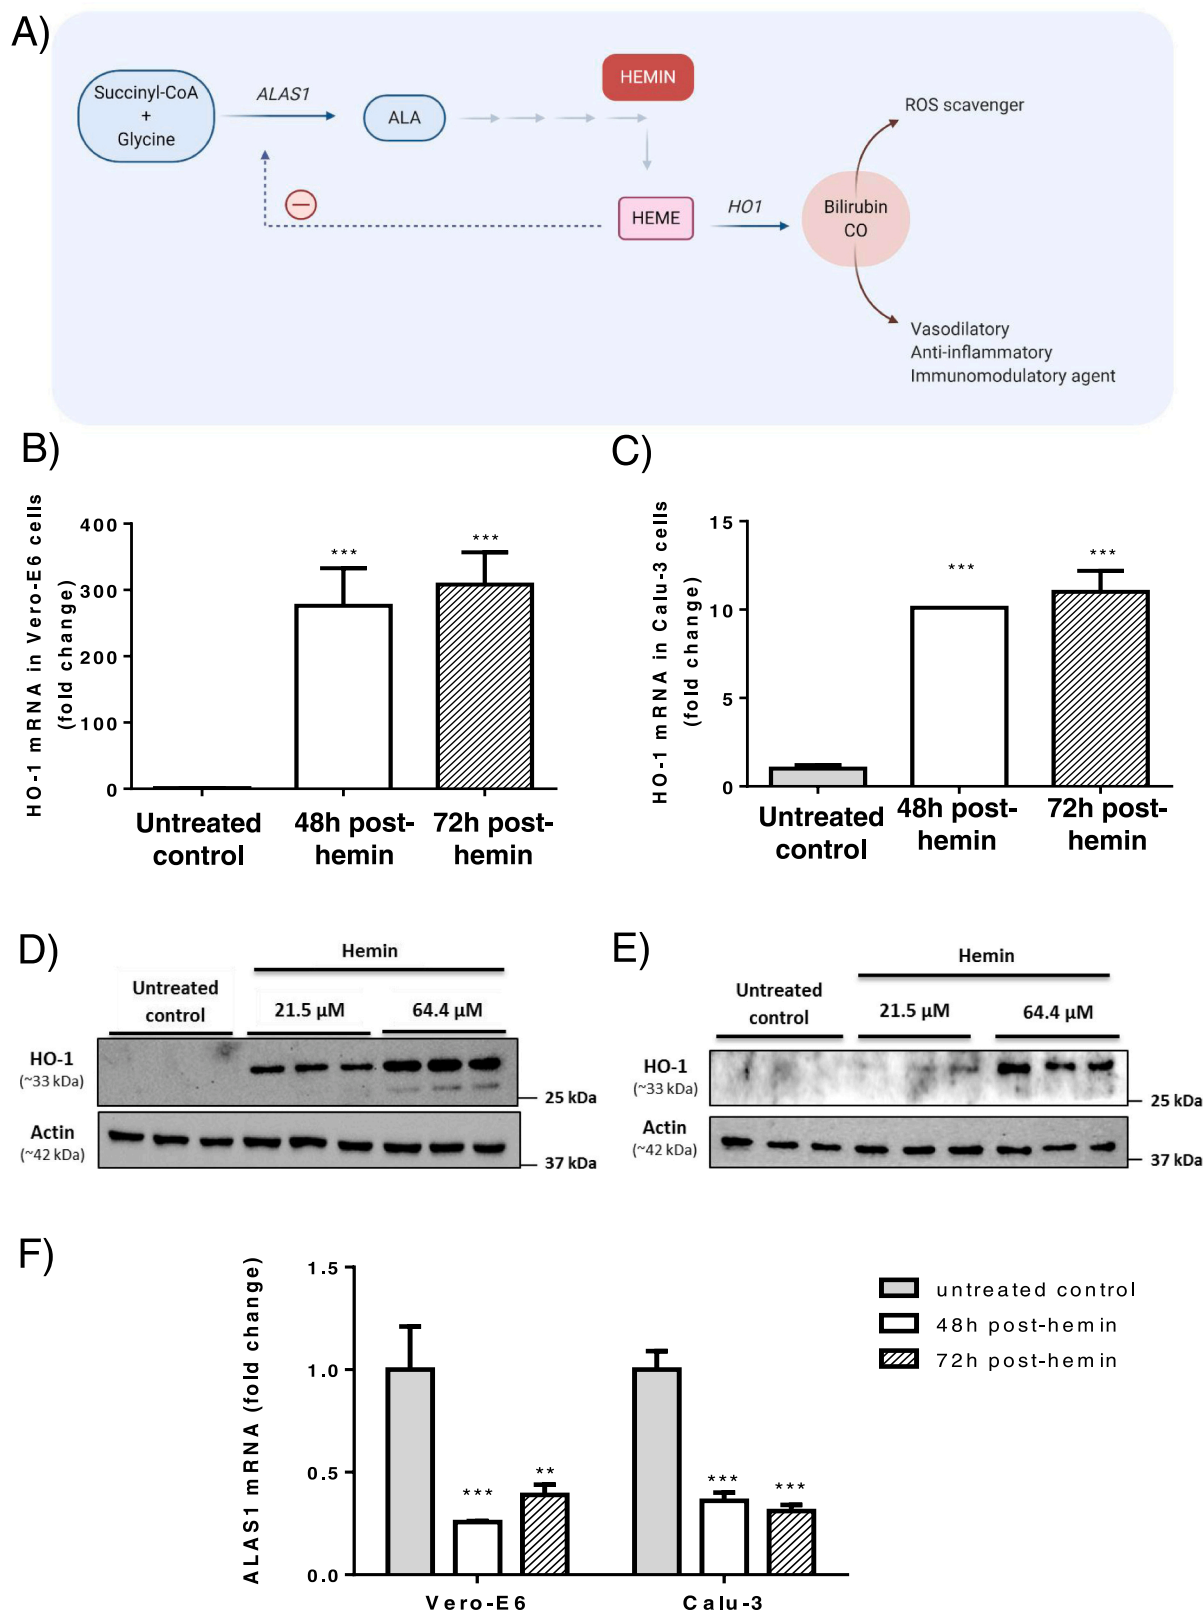 A)
Succinyl-CoA
+
Glycine
ALAS1
ALA
HEMIN
HEME
HO1
Bilirubin
CO
ROS scavenger
Vasodilatory
Anti-inflammatory
Immunomodulatory agent
B)
HO-1 mRNA in Vero-E6 cells
(fold change)
400
300
200
100
0
***
***
Untreated
control
48h post-
hemin
72h post-
hemin
C)
HO-1 mRNA in Calu-3 cells
(fold change)
15
10
5
0
***
***
Untreated
control
48h post-
hemin
72h post-
hemin
D)
Hemin
Untreated
control
21.5 µM
64.4 µM
HO-1
(~33 kDa)
25 kDa
Actin
(~42 kDa)
37 kDa
E)
Hemin
Untreated
control
21.5 µM
64.4 µM
HO-1
(~33 kDa)
25 kDa
Actin
(~42 kDa)
37 kDa
F)
ALAS1 mRNA (fold change)
1.5
1.0
0.5
0.0
***
**
***
***
Vero-E6
Calu-3
untreated control
48h post-hemin
72h post-hemin